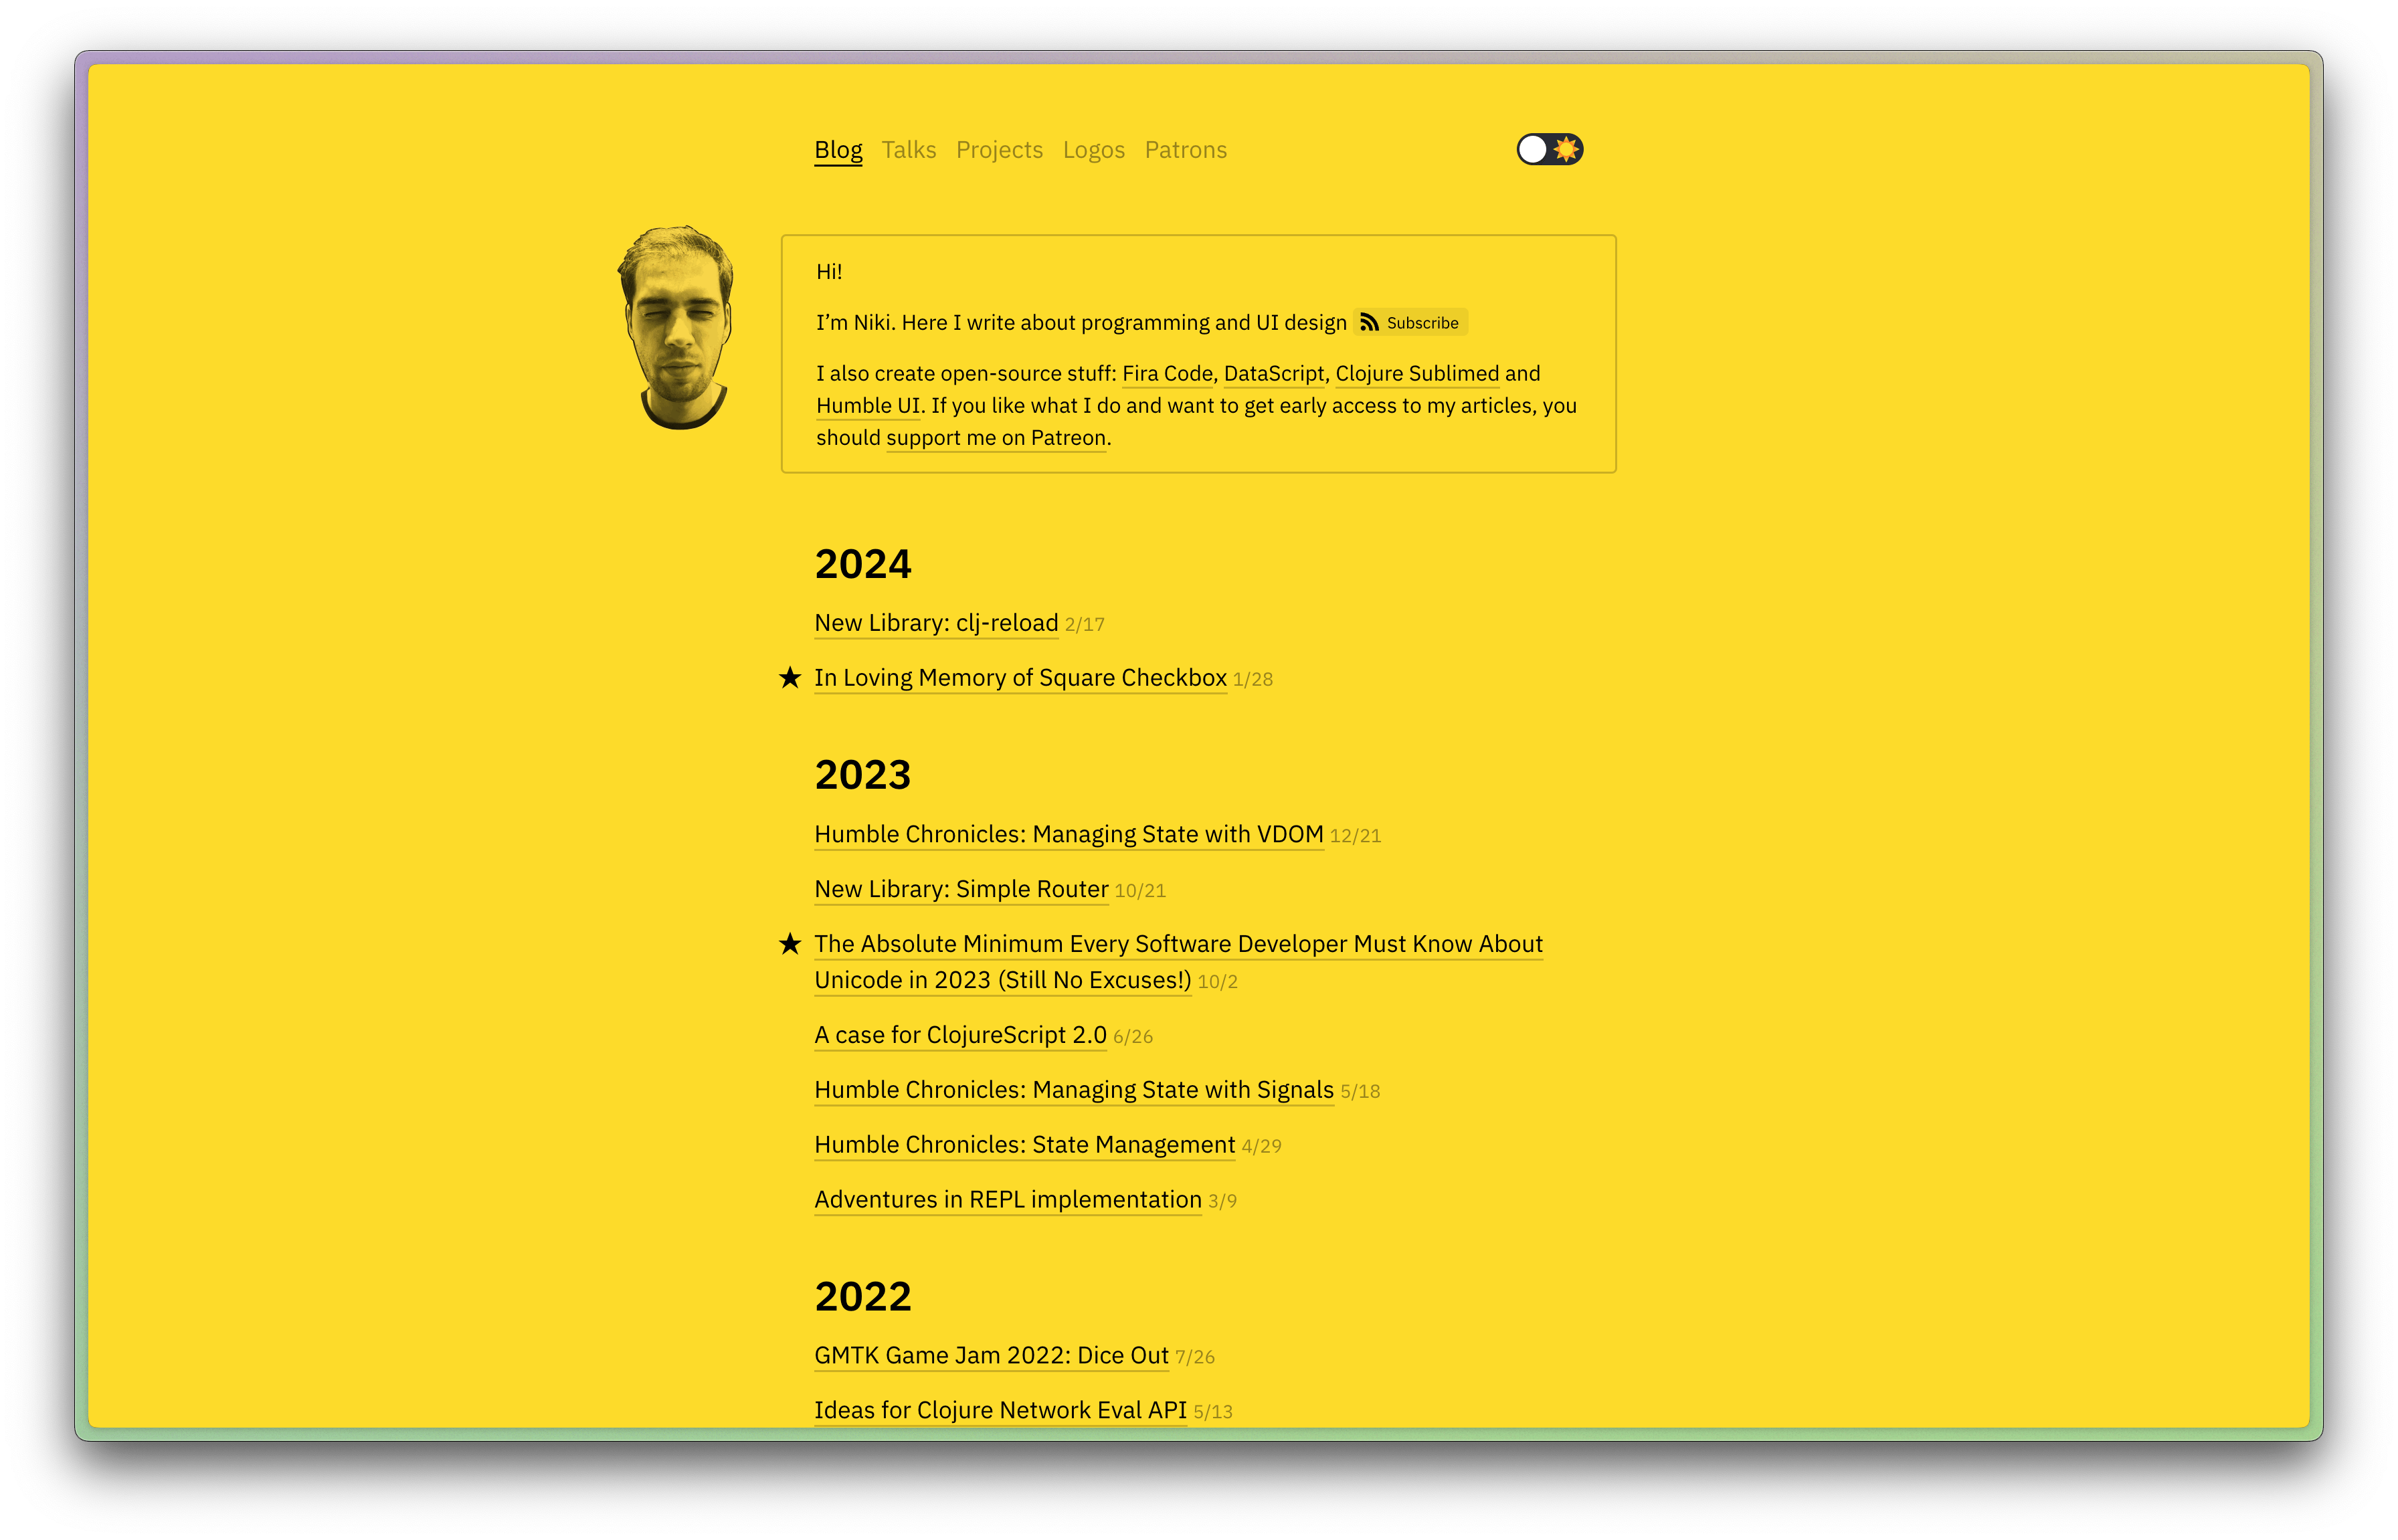 Blog Talks Projects Logos Patrons
Hi!
I’m Niki. Here I write about programming and UI design Subscribe
I also create open-source stuff: Fira Code, DataScript, Clojure Sublimed and
Humble UI. If you like what I do and want to get early access to my articles, you
should support me on Patreon.
2024
New Library: clj-reload 2/17
★ In Loving Memory of Square Checkbox 1/28
2023
Humble Chronicles: Managing State with VDOM 12/21
New Library: Simple Router 10/21
★ The Absolute Minimum Every Software Developer Must Know About
Unicode in 2023 (Still No Excuses!) 10/2
A case for ClojureScript 2.0 6/26
Humble Chronicles: Managing State with Signals 5/18
Humble Chronicles: State Management 4/29
Adventures in REPL implementation 3/9
2022
GMTK Game Jam 2022: Dice Out 7/26
Ideas for Clojure Network Eval API 5/13